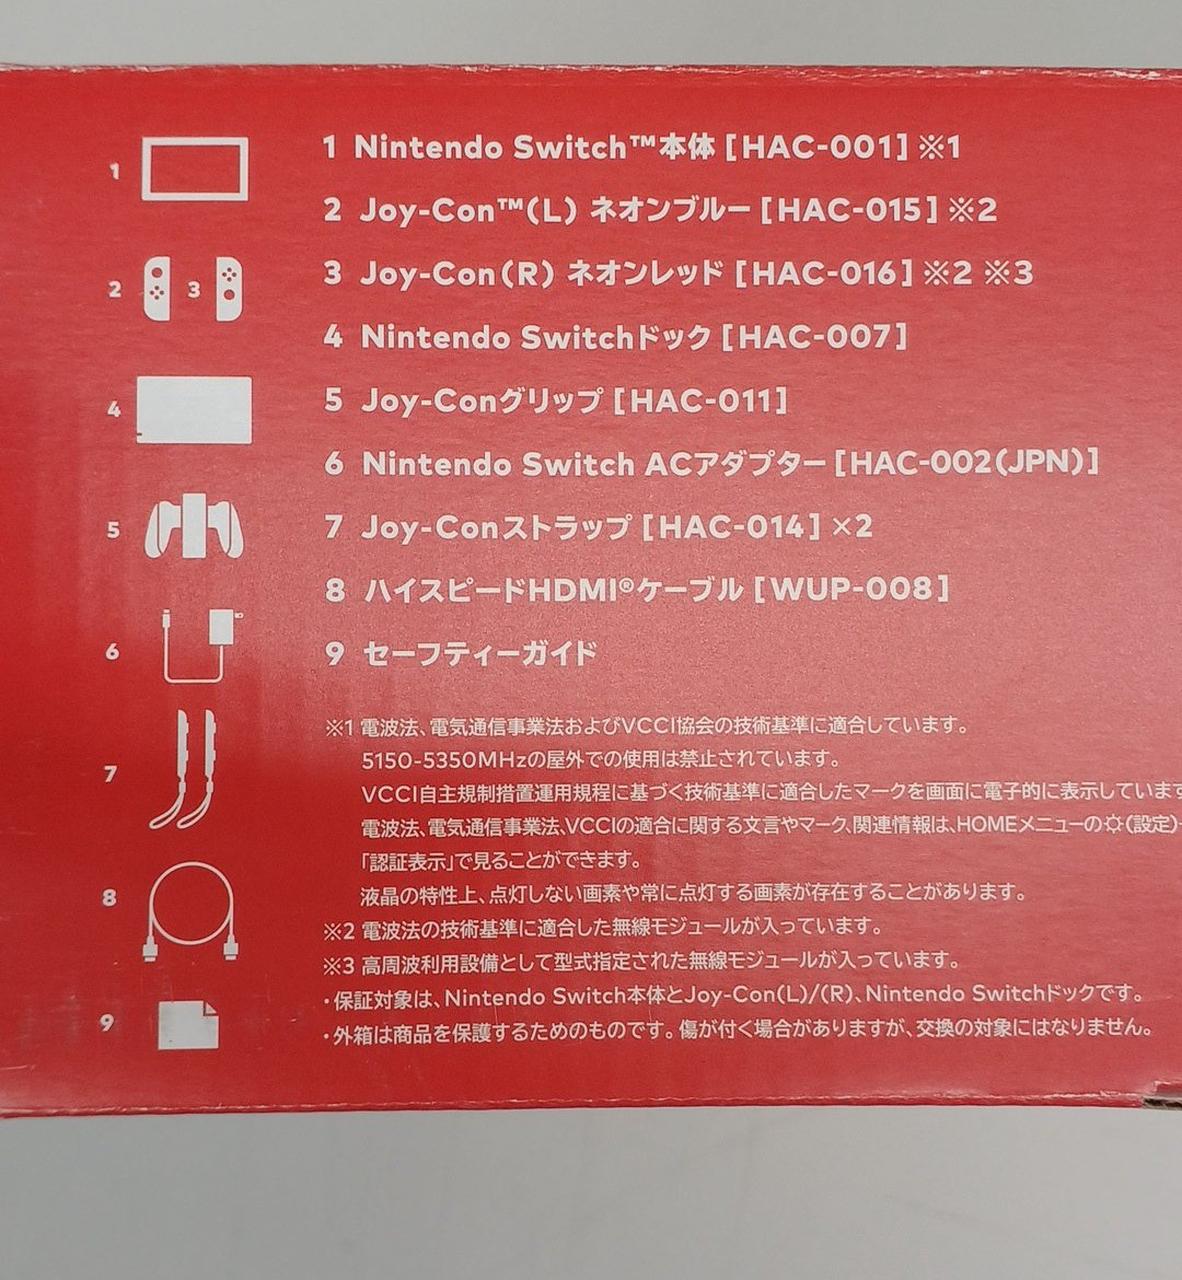 1 Nintendo Switch™本体 [HAC-001] ※1
2 Joy-Con™(L) ネオンブルー [HAC-015] ※2
3 Joy-Con(R) ネオンレッド [HAC-016] ※2 ※3
4 Nintendo Switchドック [HAC-007]
5 Joy-Conグリップ [HAC-011]
6 Nintendo Switch ACアダプター [HAC-002(JPN)]
7 Joy-Conストラップ [HAC-014] ×2
8 ハイスピードHDMI®ケーブル [WUP-008]
9 セーフティーガイド
1
2 3
4
5
6
7
8
9
※1 電波法、電気通信事業法およびVCCI協会の技術基準に適合しています。
5150-5350MHzの屋外での使用は禁止されています。
VCCI自主規制措置運用規程に基づく技術基準に適合したマークを画面に電子的に表示しています
電波法、電気通信事業法、VCCIの適合に関する文言やマーク、関連情報は、HOMEメニューの(設定)
「認証表示」で見ることができます。
液晶の特性上、点灯しない画素や常に点灯する画素が存在することがあります。
※2 電波法の技術基準に適合した無線モジュールが入っています。
※3 高周波利用設備として型式指定された無線モジュールが入っています。
・保証対象は、Nintendo Switch本体とJoy-Con(L)/(R)、Nintendo Switchドックです。
・外箱は商品を保護するためのものです。傷が付く場合がありますが、交換の対象にはなりません。